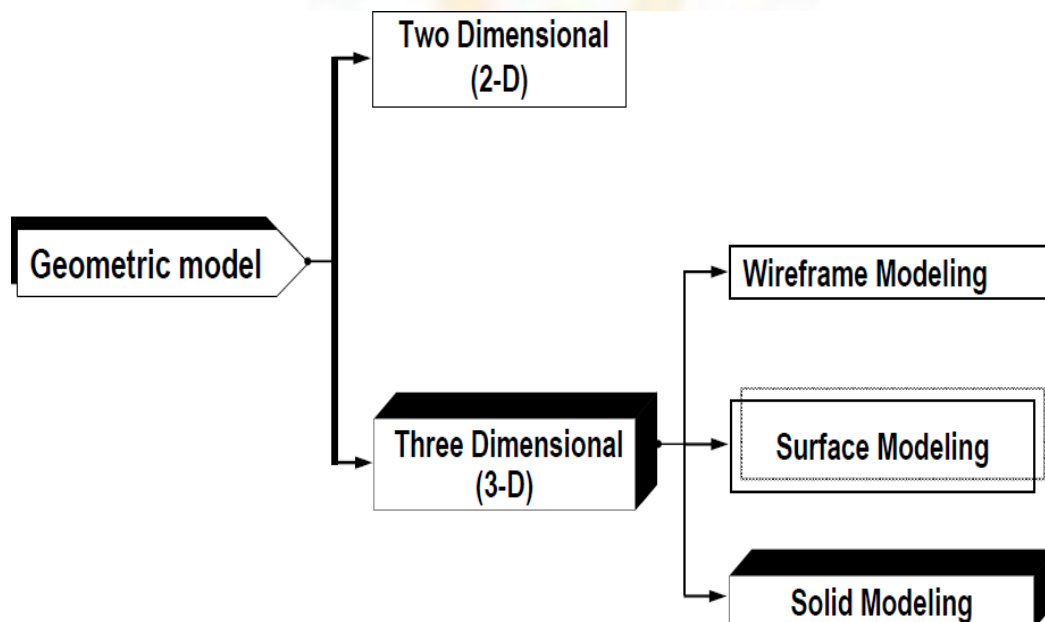 Two Dimensional
(2-D)
Geometric model
Wireframe Modeling
Three Dimensional
(3-D)
Surface Modeling
Solid Modeling